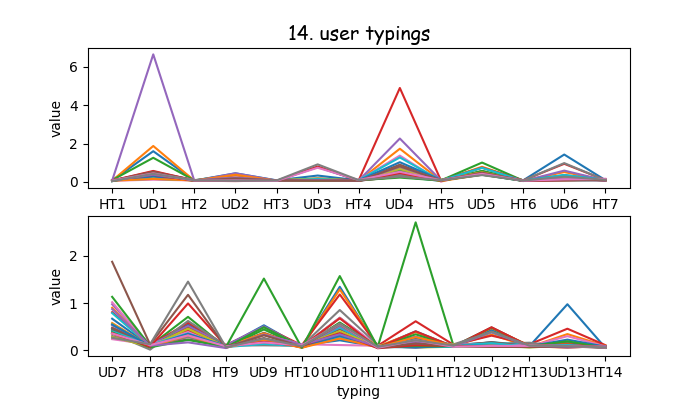 14. user typings
6
4
2
0
value
HT1 UD1 HT2 UD2 HT3 UD3 HT4 UD4 HT5 UD5 HT6 UD6 HT7
2
1
0
value
UD7 HT8 UD8 HT9 UD9 HT10 UD10 HT11 UD11 HT12 UD12 HT13 UD13 HT14
typing